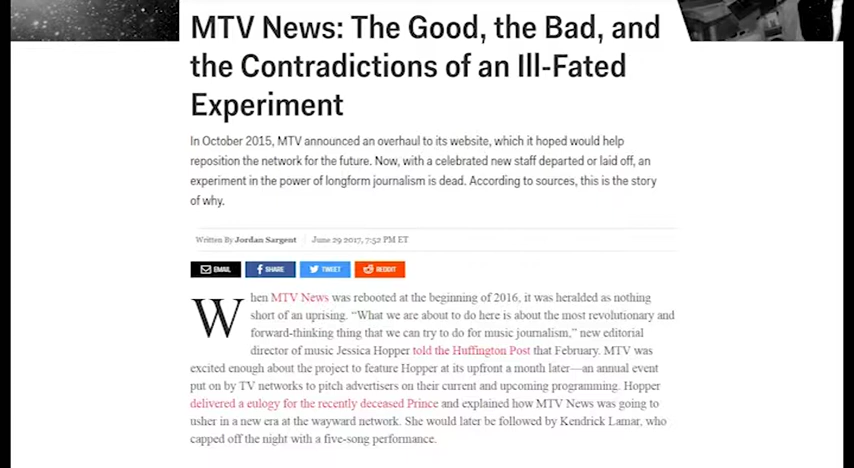 MTV News: The Good, the Bad, and
the Contradictions of an Ill-Fated
Experiment
In October 2015, MTV announced an overhaul to its website, which it hoped would help
reposition the network for the future. Now, with a celebrated new staff departed or laid off, an
experiment in the power of longform journalism is dead. According to sources, this is the story
of why.
Written By Jordan Sargent | June 29 2017, 7:52 PM ET
EMAIL SHARE TWEET REDDIT
When MTV News was rebooted at the beginning of 2016, it was heralded as nothing
short of an uprising. “What we are about to do here is about the most revolutionary and
forward-thinking thing that we can try to do for music journalism,” new editorial
director of music Jessica Hopper told the Huffington Post that February. MTV was
excited enough about the project to feature Hopper at its upfront a month later—an annual event
put on by TV networks to pitch advertisers on their current and upcoming programming. Hopper
delivered a eulogy for the recently deceased Prince and explained how MTV News was going to
usher in a new era at the wayward network. She would later be followed by Kendrick Lamar, who
capped off the night with a five-song performance.